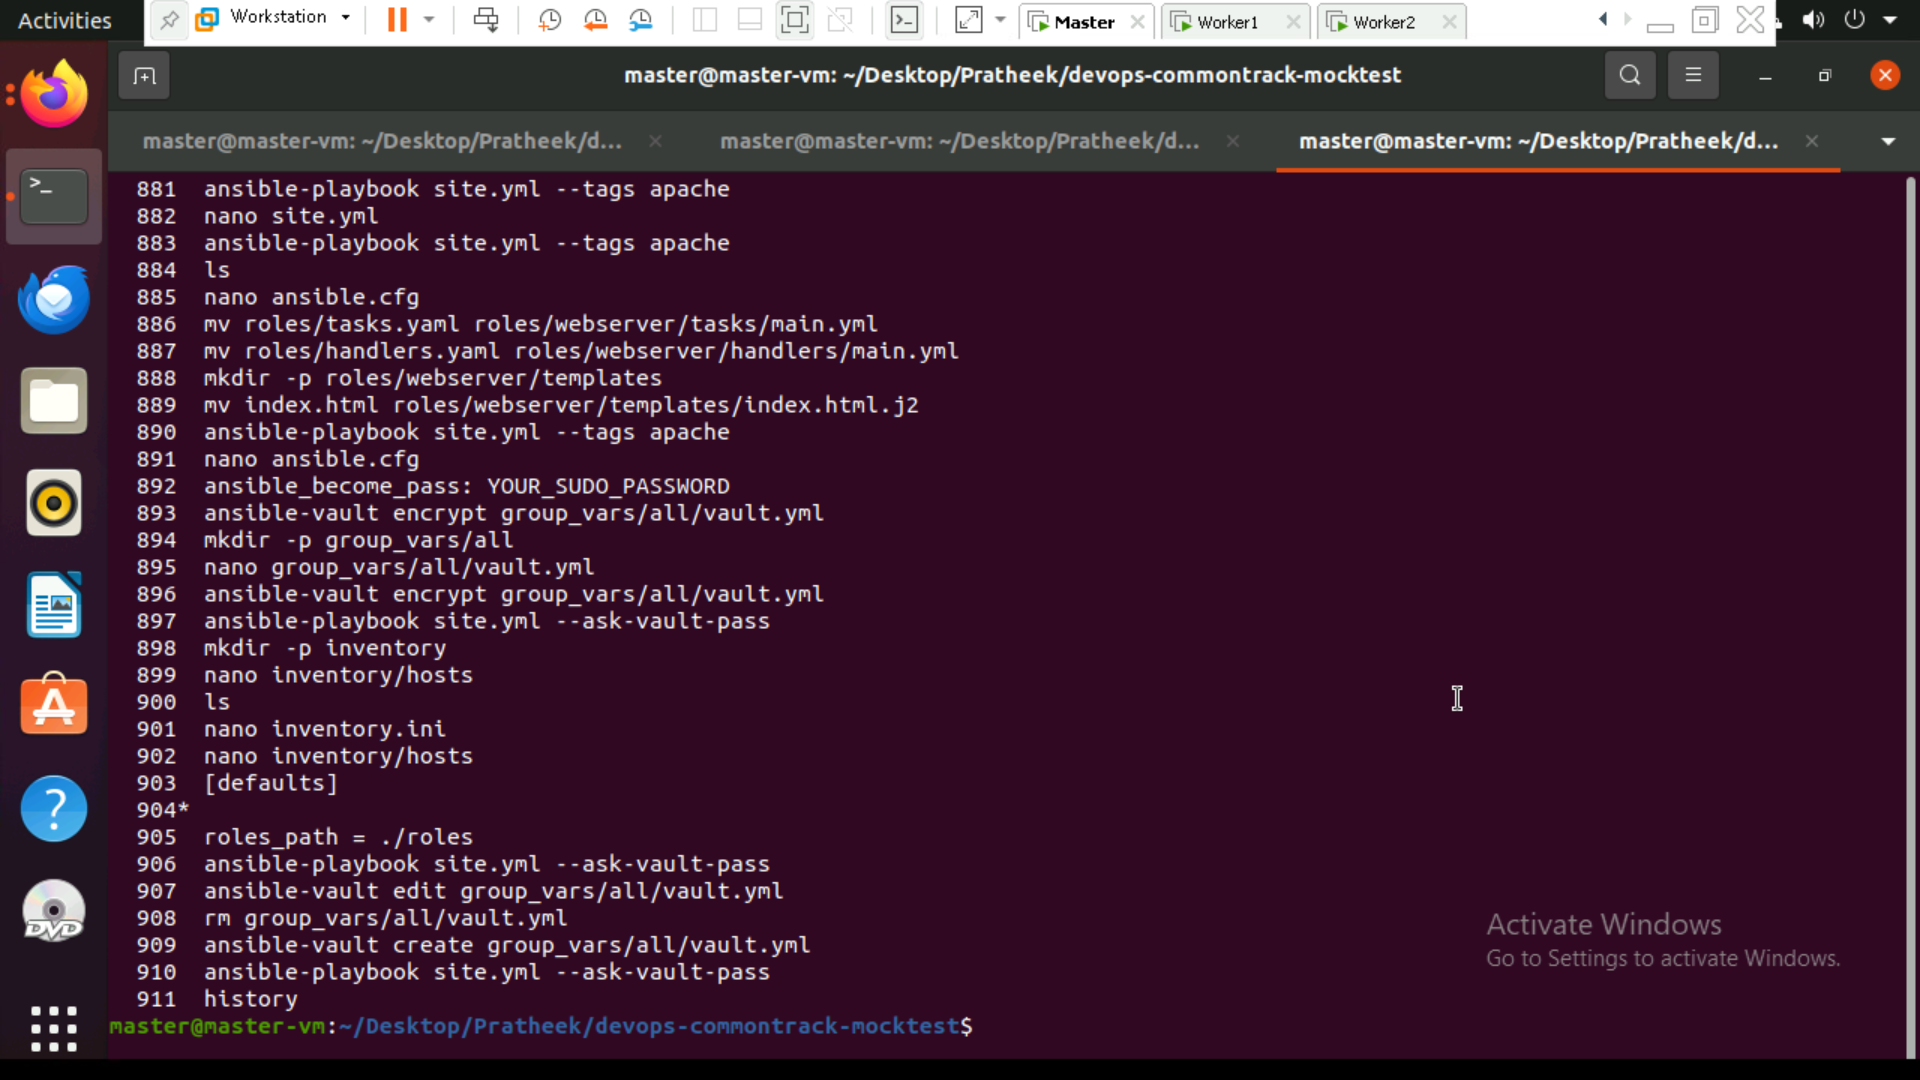 Activities
Workstation
Master
Worker1
Worker2
master@master-vm: ~/Desktop/Pratheek/devops-commontrack-mocktest
master@master-vm: ~/Desktop/Pratheek/d...
master@master-vm: ~/Desktop/Pratheek/d...
master@master-vm: ~/Desktop/Pratheek/d...
881 ansible-playbook site.yml --tags apache
882 nano site.yml
883 ansible-playbook site.yml --tags apache
884 ls
885 nano ansible.cfg
886 mv roles/tasks.yaml roles/webserver/tasks/main.yml
887 mv roles/handlers.yaml roles/webserver/handlers/main.yml
888 mkdir -p roles/webserver/templates
889 mv index.html roles/webserver/templates/index.html.j2
890 ansible-playbook site.yml --tags apache
891 nano ansible.cfg
892 ansible_become_pass: YOUR_SUDO_PASSWORD
893 ansible-vault encrypt group_vars/all/vault.yml
894 mkdir -p group_vars/all
895 nano group_vars/all/vault.yml
896 ansible-vault encrypt group_vars/all/vault.yml
897 ansible-playbook site.yml --ask-vault-pass
898 mkdir -p inventory
899 nano inventory/hosts
900 ls
901 nano inventory.ini
902 nano inventory/hosts
903 [defaults]
904*
905 roles_path = ./roles
906 ansible-playbook site.yml --ask-vault-pass
907 ansible-vault edit group_vars/all/vault.yml
908 rm group_vars/all/vault.yml
909 ansible-vault create group_vars/all/vault.yml
910 ansible-playbook site.yml --ask-vault-pass
911 history
master@master-vm:~/Desktop/Pratheek/devops-commontrack-mocktest$
Activate Windows
Go to Settings to activate Windows.
DVD